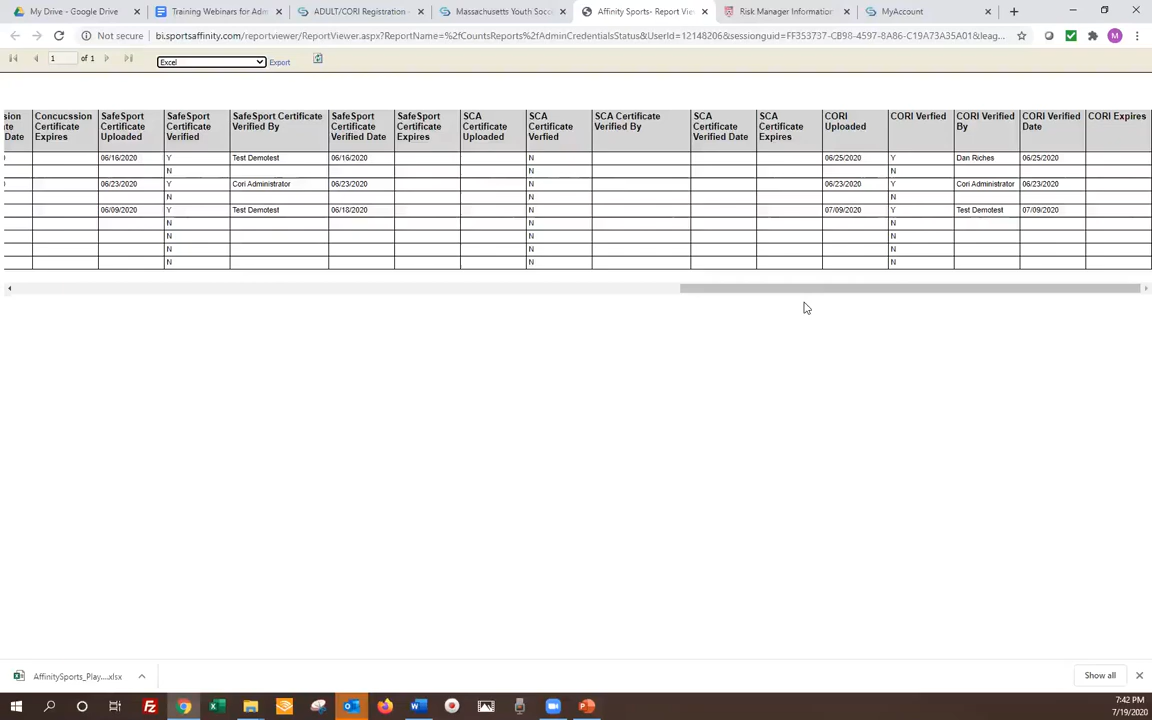 My Drive - Google Drive
Training Webinars for Adm
ADULT/CORI Registration -
Massachusetts Youth Socc
Affinity Sports- Report Vie
Risk Manager Information
MyAccount
Not secure
bi.sportsaffinity.com/reportviewer/ReportViewer.aspx?ReportName=%2fCountsReports%2fAdminCredentialsStatus&UserId=12148206&sessionguid=FF353737-CB98-4597-8A86-C19A73A35A01&leag...
M
1 of 1
Excel
Export
sion
te
Date
Concucssion
Certificate
Expires
SafeSport
Certificate
Uploaded
SafeSport
Certificate
Verified
SafeSport Certificate
Verified By
SafeSport
Certificate
Verified Date
SafeSport
Certificate
Expires
SCA
Certificate
Uploaded
SCA
Certificate
Verfied
SCA Certificate
Verified By
SCA
Certificate
Verified Date
SCA
Certificate
Expires
CORI
Uploaded
CORI Verfied
CORI Verified
By
CORI Verified
Date
CORI Expires
06/16/2020 Y Test Demotest 06/16/2020 N 06/25/2020 Y Dan Riches 06/25/2020
N N N
06/23/2020 Y Cori Administrator 06/23/2020 N 06/23/2020 Y Cori Administrator 06/23/2020
N N N
06/09/2020 Y Test Demotest 06/18/2020 N 07/09/2020 Y Test Demotest 07/09/2020
N N N
N N N
N N N
N N N
AffinitySports_Play....xlsx
Show all
7:42 PM
7/19/2020